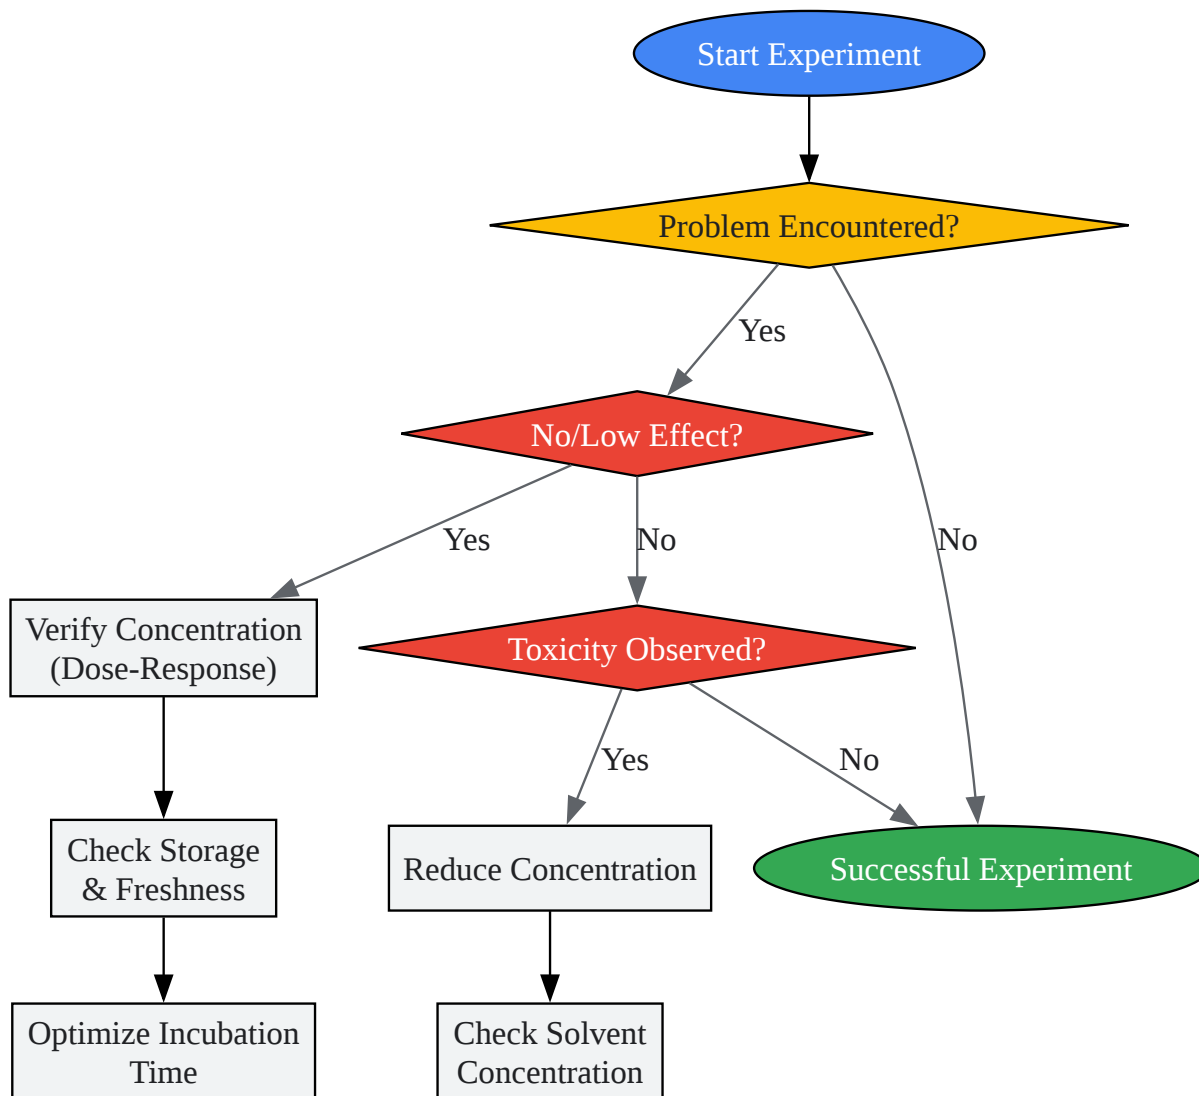 Start Experiment
Problem Encountered?
Yes
No/Low Effect?
Yes
No
No
Verify Concentration
(Dose-Response)
Toxicity Observed?
Yes
No
Check Storage
& Freshness
Reduce Concentration
Successful Experiment
Optimize Incubation
Time
Check Solvent
Concentration